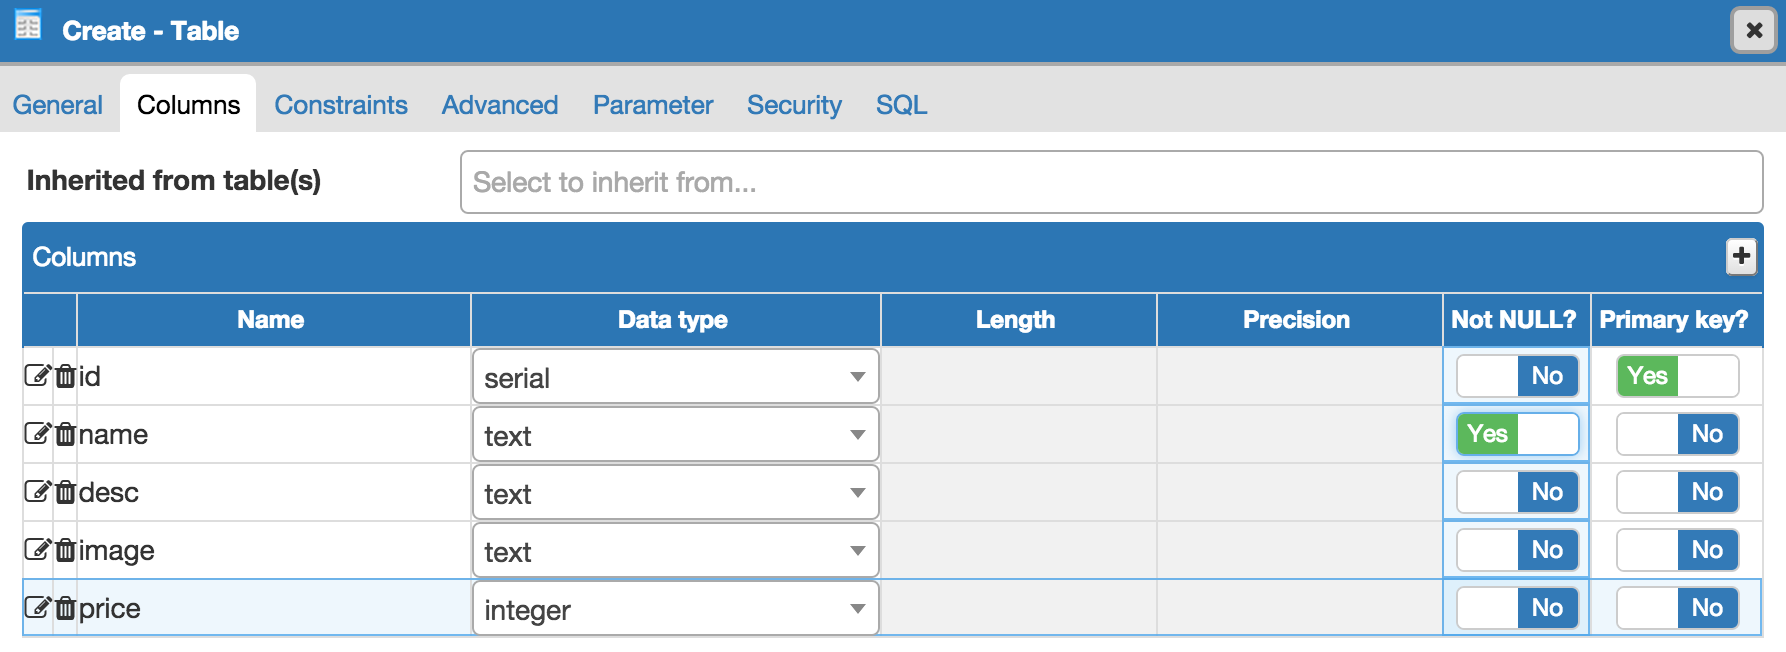 Create - Table
General Columns Constraints Advanced Parameter Security SQL
Inherited from table(s) Select to inherit from...
Columns
Name Data type Length Precision Not NULL? Primary key?
id serial No Yes
name text Yes No
desc text No No
image text No No
price integer No No